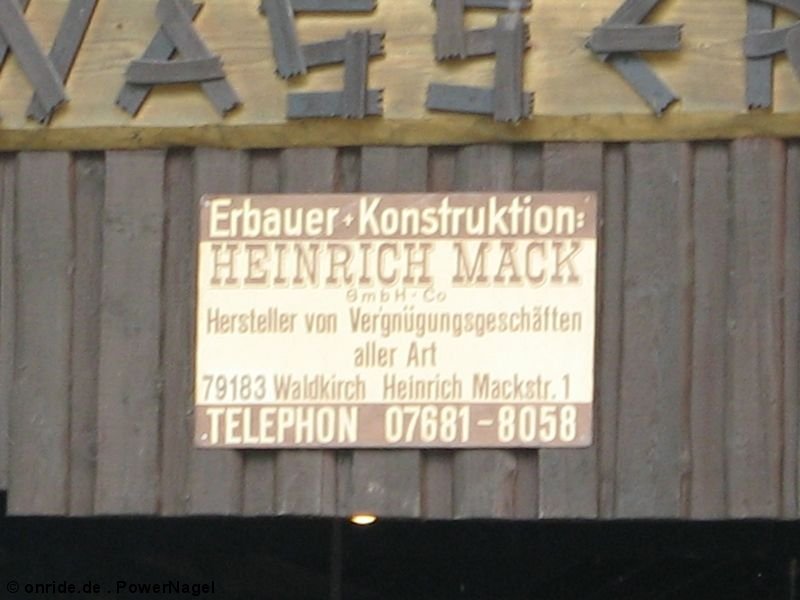 WASSER
Erbauer + Konstruktion:
HEINRICH MACK
GmbH · Co
Hersteller von Vergnügungsgeschäften
aller Art
79183 Waldkirch Heinrich Mackstr. 1
TELEPHON 07681-8058
© onride.de . PowerNagel